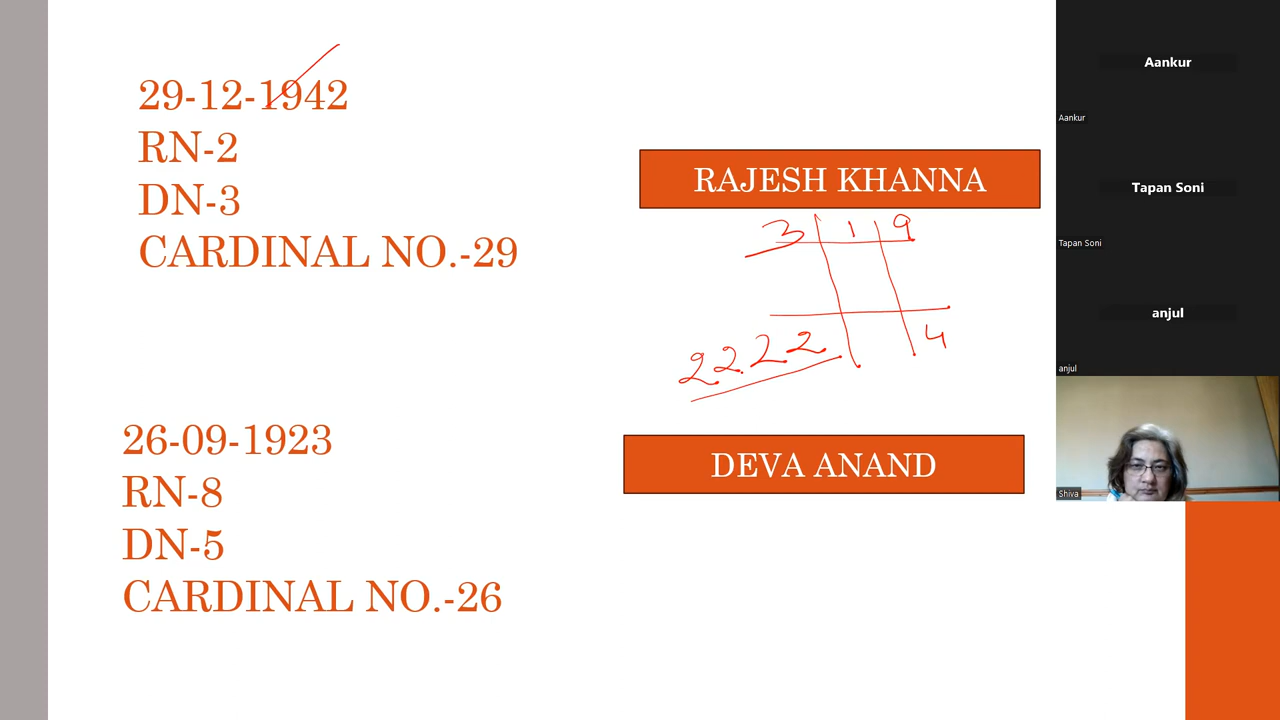 29-12-1942
RN-2
DN-3
CARDINAL NO.-29
RAJESH KHANNA
3 1 9
4
2222
26-09-1923
RN-8
DN-5
CARDINAL NO.-26
DEVA ANAND
Aankur
Aankur
Tapan Soni
Tapan Soni
anjul
anjul
Shiva